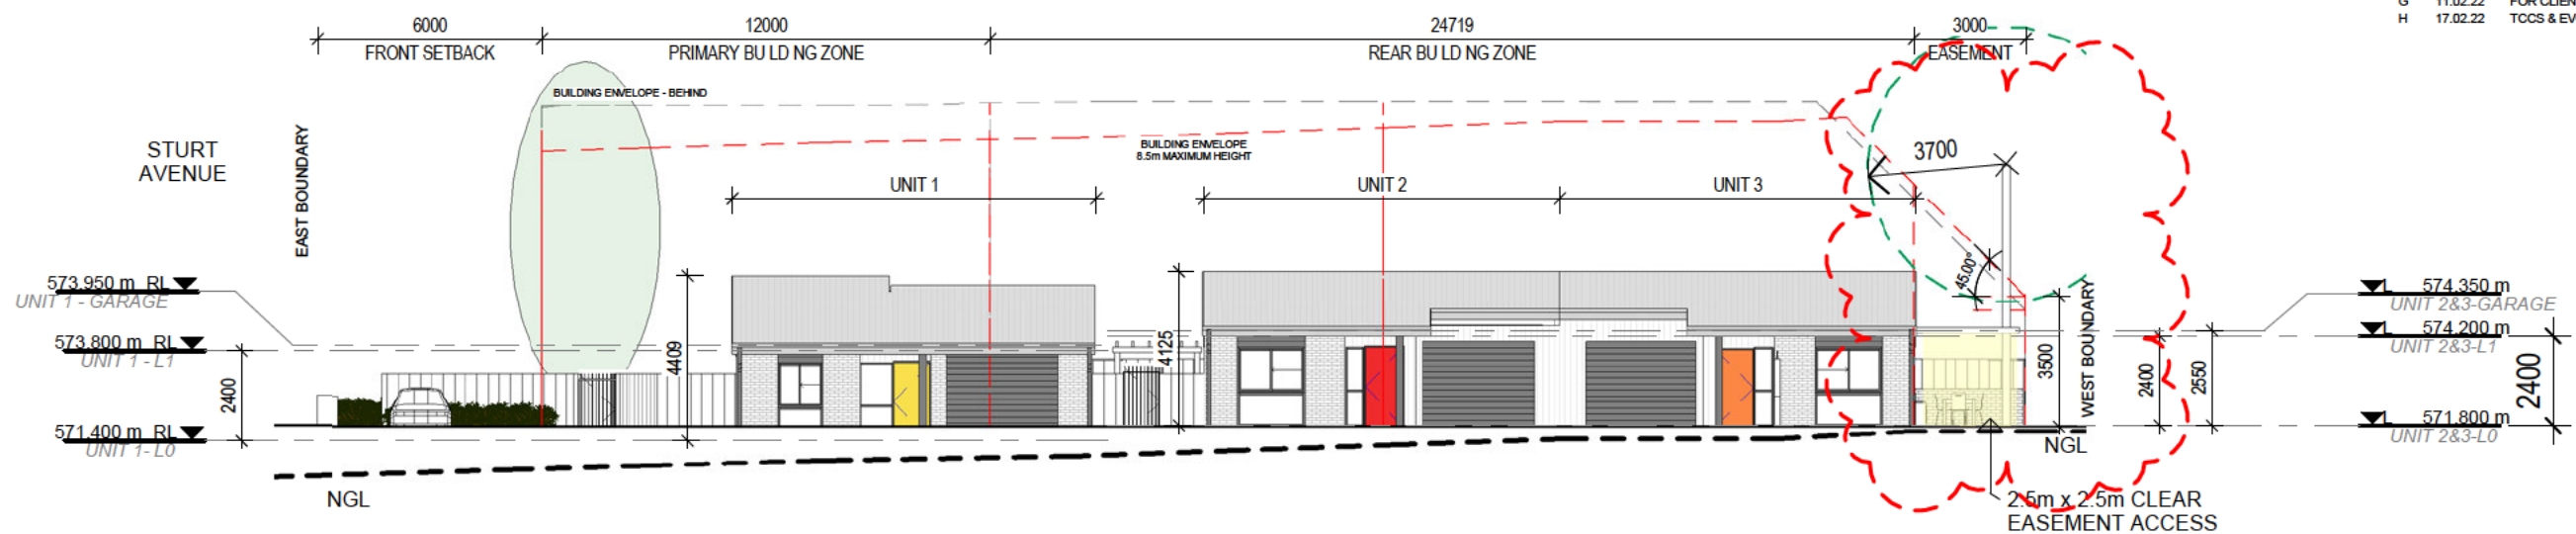 G 11.02.22 FOR CLIEN
H 17.02.22 TCCS & EV
6000
12000
24719
3000
FRONT SETBACK
PRIMARY BU LD NG ZONE
REAR BU LD NG ZONE
EASEMENT
BUILDING ENVELOPE - BEHIND
STURT
AVENUE
EAST BOUNDARY
BUILDING ENVELOPE
8.5m MAXIMUM HEIGHT
3700
UNIT 1
UNIT 2
UNIT 3
45.00°
573.950 m RL
UNIT 1 - GARAGE
573.800 m RL
UNIT 1 - L1
2400
571.400 m RL
UNIT 1- L0
4409
4125
3500
WEST BOUNDARY
2400
2550
L 574.350 m
UNIT 2&3-GARAGE
L 574.200 m
UNIT 2&3-L1
2400
L 571.800 m
UNIT 2&3-L0
NGL
NGL
2.5m x 2.5m CLEAR
EASEMENT ACCESS